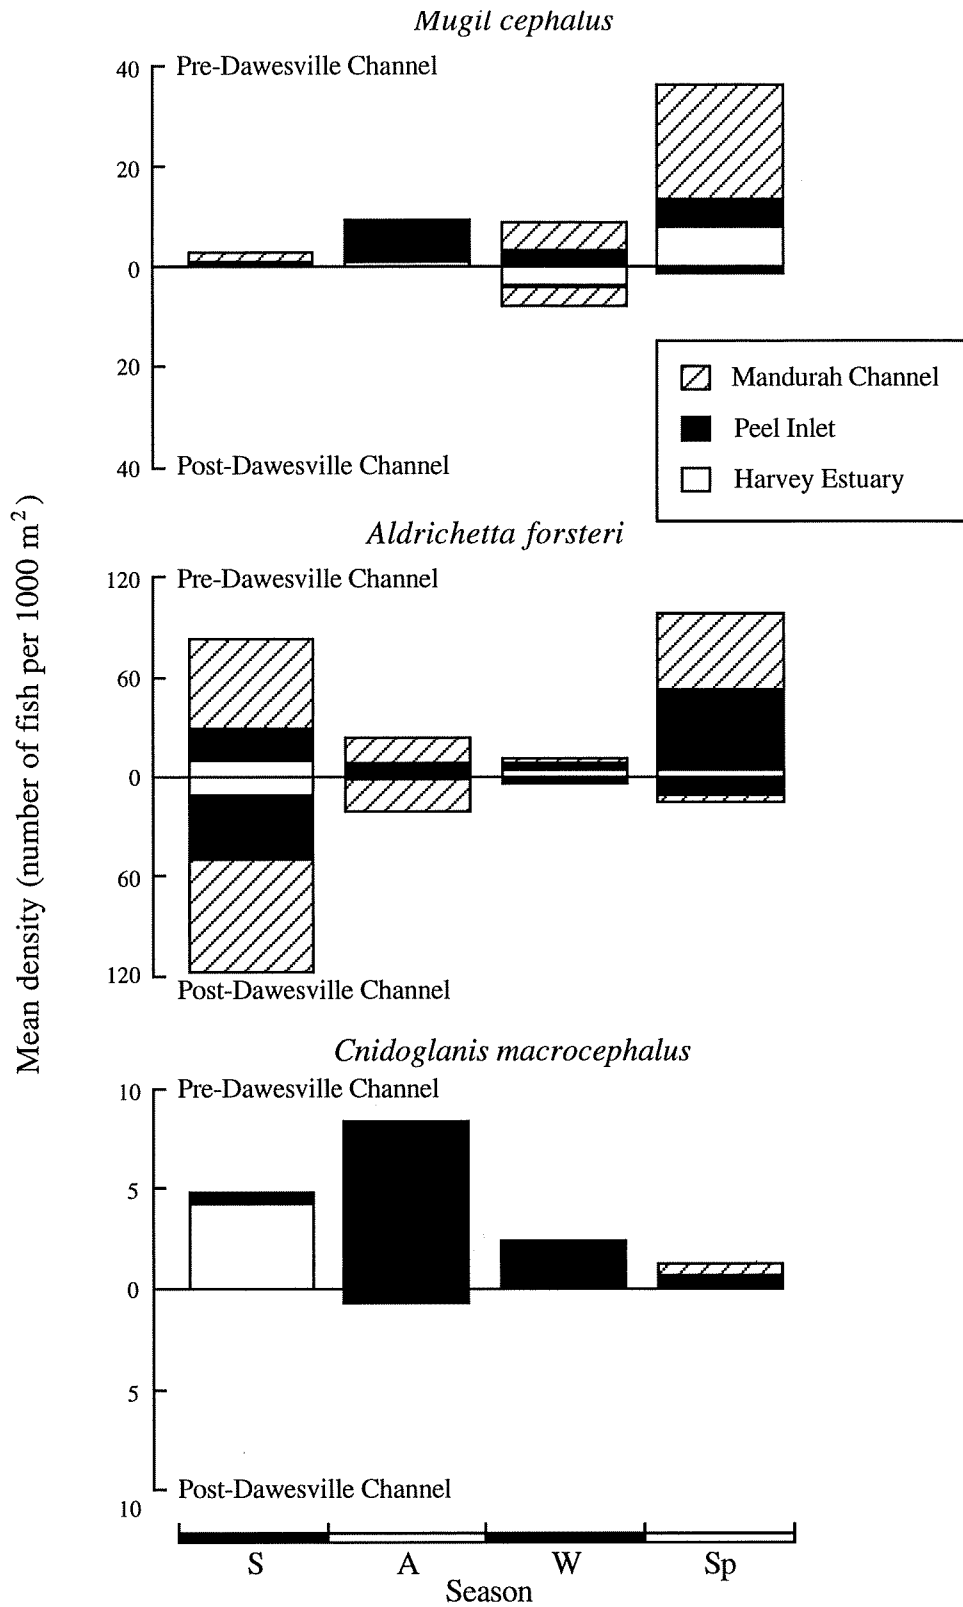 Mugil cephalus
40
Pre-Dawesville Channel
20
0
20
40
Post-Dawesville Channel
Mandurah Channel
Peel Inlet
Harvey Estuary
Mean density (number of fish per 1000 m²)
Aldrichetta forsteri
120
Pre-Dawesville Channel
60
0
60
120
Post-Dawesville Channel
Cnidoglanis macrocephalus
10
Pre-Dawesville Channel
5
0
5
10
Post-Dawesville Channel
S A W Sp
Season